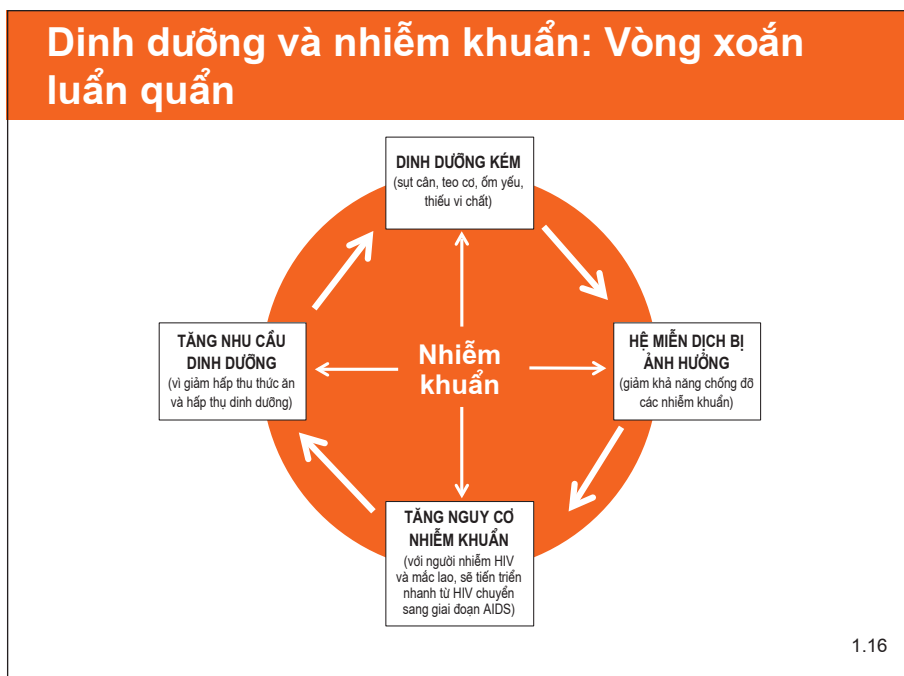 Dinh dưỡng và nhiễm khuẩn: Vòng xoắn
luẩn quẩn
DINH DƯỠNG KÉM
(sụt cân, teo cơ, ốm yếu,
thiếu vi chất)
TĂNG NHU CẦU
DINH DƯỠNG
(vì giảm hấp thu thức ăn
và hấp thụ dinh dưỡng)
Nhiễm
khuẩn
HỆ MIỄN DỊCH BỊ
ẢNH HƯỞNG
(giảm khả năng chống đỡ
các nhiễm khuẩn)
TĂNG NGUY CƠ
NHIỄM KHUẨN
(với người nhiễm HIV
và mắc lao, sẽ tiến triển
nhanh từ HIV chuyển
sang giai đoạn AIDS)
1.16